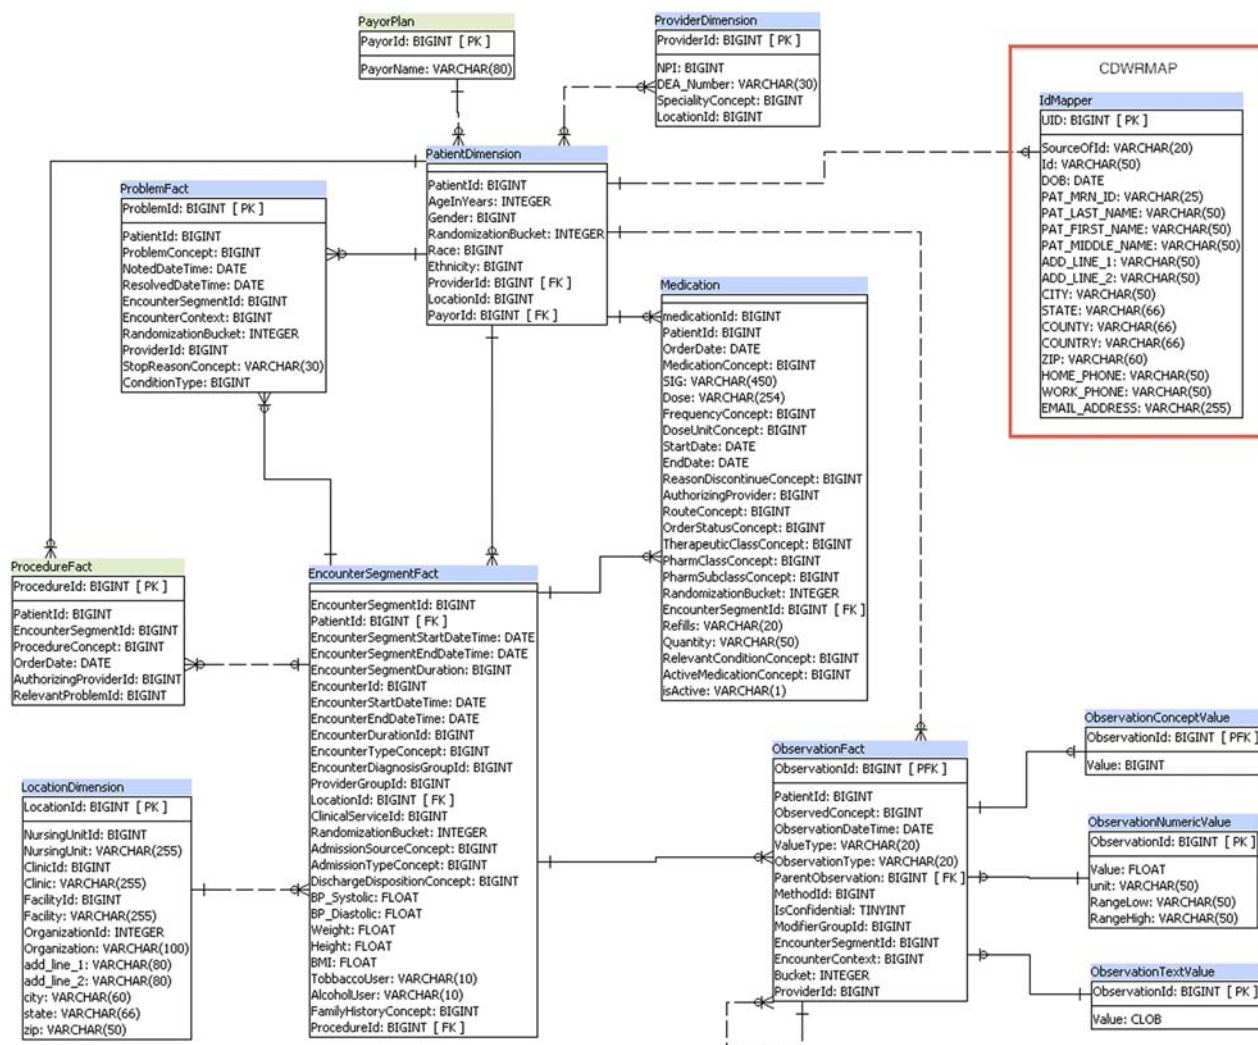 PayorPlan
PayorId: BIGINT [ PK ]
PayorName: VARCHAR(80)
ProviderDimension
ProviderId: BIGINT [ PK ]
NPI: BIGINT
DEA_Number: VARCHAR(30)
SpecialityConcept: BIGINT
LocationId: BIGINT
CDWRMAP
IdMapper
UID: BIGINT [ PK ]
SourceOfId: VARCHAR(20)
Id: VARCHAR(50)
DOB: DATE
PAT_MRN_ID: VARCHAR(25)
PAT_LAST_NAME: VARCHAR(50)
PAT_FIRST_NAME: VARCHAR(50)
PAT_MIDDLE_NAME: VARCHAR(50)
ADD_LINE_1: VARCHAR(50)
ADD_LINE_2: VARCHAR(50)
CITY: VARCHAR(50)
STATE: VARCHAR(66)
COUNTY: VARCHAR(66)
COUNTRY: VARCHAR(66)
ZIP: VARCHAR(60)
HOME_PHONE: VARCHAR(50)
WORK_PHONE: VARCHAR(50)
EMAIL_ADDRESS: VARCHAR(255)
PatientDimension
PatientId: BIGINT
AgeInYears: INTEGER
Gender: BIGINT
RandomizationBucket: INTEGER
Race: BIGINT
Ethnicity: BIGINT
ProviderId: BIGINT [ FK ]
LocationId: BIGINT
PayorId: BIGINT [ FK ]
ProblemFact
ProblemId: BIGINT [ PK ]
PatientId: BIGINT
ProblemConcept: BIGINT
NotedDateTime: DATE
ResolvedDateTime: DATE
EncounterSegmentId: BIGINT
EncounterContext: BIGINT
RandomizationBucket: INTEGER
ProviderId: BIGINT
StopReasonConcept: VARCHAR(30)
ConditionType: BIGINT
Medication
medicationId: BIGINT
PatientId: BIGINT
OrderDate: DATE
MedicationConcept: BIGINT
SIG: VARCHAR(450)
Dose: VARCHAR(254)
FrequencyConcept: BIGINT
DoseUnitConcept: BIGINT
StartDate: DATE
EndDate: DATE
ReasonDiscontinueConcept: BIGINT
AuthorizingProvider: BIGINT
RouteConcept: BIGINT
OrderStatusConcept: BIGINT
TherapeuticClassConcept: BIGINT
PharmClassConcept: BIGINT
PharmSubclassConcept: BIGINT
RandomizationBucket: INTEGER
EncounterSegmentId: BIGINT [ FK ]
Refills: VARCHAR(20)
Quantity: VARCHAR(50)
RelevantConditionConcept: BIGINT
ActiveMedicationConcept: BIGINT
isActive: VARCHAR(1)
ProcedureFact
ProcedureId: BIGINT [ PK ]
PatientId: BIGINT
EncounterSegmentId: BIGINT
ProcedureConcept: BIGINT
OrderDate: DATE
AuthorizingProviderId: BIGINT
RelevantProblemId: BIGINT
EncounterSegmentFact
EncounterSegmentId: BIGINT
PatientId: BIGINT [ FK ]
EncounterSegmentStartDateTime: DATE
EncounterSegmentEndDateTime: DATE
EncounterSegmentDuration: BIGINT
EncounterId: BIGINT
EncounterStartDateTime: DATE
EncounterEndDateTime: DATE
EncounterDurationId: BIGINT
EncounterTypeConcept: BIGINT
EncounterDiagnosisGroupId: BIGINT
ProviderGroupId: BIGINT
LocationId: BIGINT [ FK ]
ClinicalServiceId: BIGINT
RandomizationBucket: INTEGER
AdmissionSourceConcept: BIGINT
AdmissionTypeConcept: BIGINT
DischargeDispositionConcept: BIGINT
BP_Systolic: FLOAT
BP_Diastolic: FLOAT
Weight: FLOAT
Height: FLOAT
BMI: FLOAT
TobbaccoUser: VARCHAR(10)
AlcoholUser: VARCHAR(10)
FamilyHistoryConcept: BIGINT
ProcedureId: BIGINT [ FK ]
LocationDimension
LocationId: BIGINT [ PK ]
NursingUnitId: BIGINT
NursingUnit: VARCHAR(255)
ClinicId: BIGINT
Clinic: VARCHAR(255)
FacilityId: BIGINT
Facility: VARCHAR(255)
OrganizationId: INTEGER
Organization: VARCHAR(100)
add_line_1: VARCHAR(80)
add_line_2: VARCHAR(80)
city: VARCHAR(60)
state: VARCHAR(66)
zip: VARCHAR(50)
ObservationFact
ObservationId: BIGINT [ PFK ]
PatientId: BIGINT
ObservedConcept: BIGINT
ObservationDateTime: DATE
ValueType: VARCHAR(20)
ObservationType: VARCHAR(20)
ParentObservation: BIGINT [ FK ]
MethodId: BIGINT
IsConfidential: TINYINT
ModifierGroupId: BIGINT
EncounterSegmentId: BIGINT
EncounterContext: BIGINT
Bucket: INTEGER
ProviderId: BIGINT
ObservationConceptValue
ObservationId: BIGINT [ PFK ]
Value: BIGINT
ObservationNumericValue
ObservationId: BIGINT [ PK ]
Value: FLOAT
unit: VARCHAR(50)
RangeLow: VARCHAR(50)
RangeHigh: VARCHAR(50)
ObservationTextValue
ObservationId: BIGINT [ PK ]
Value: CLOB